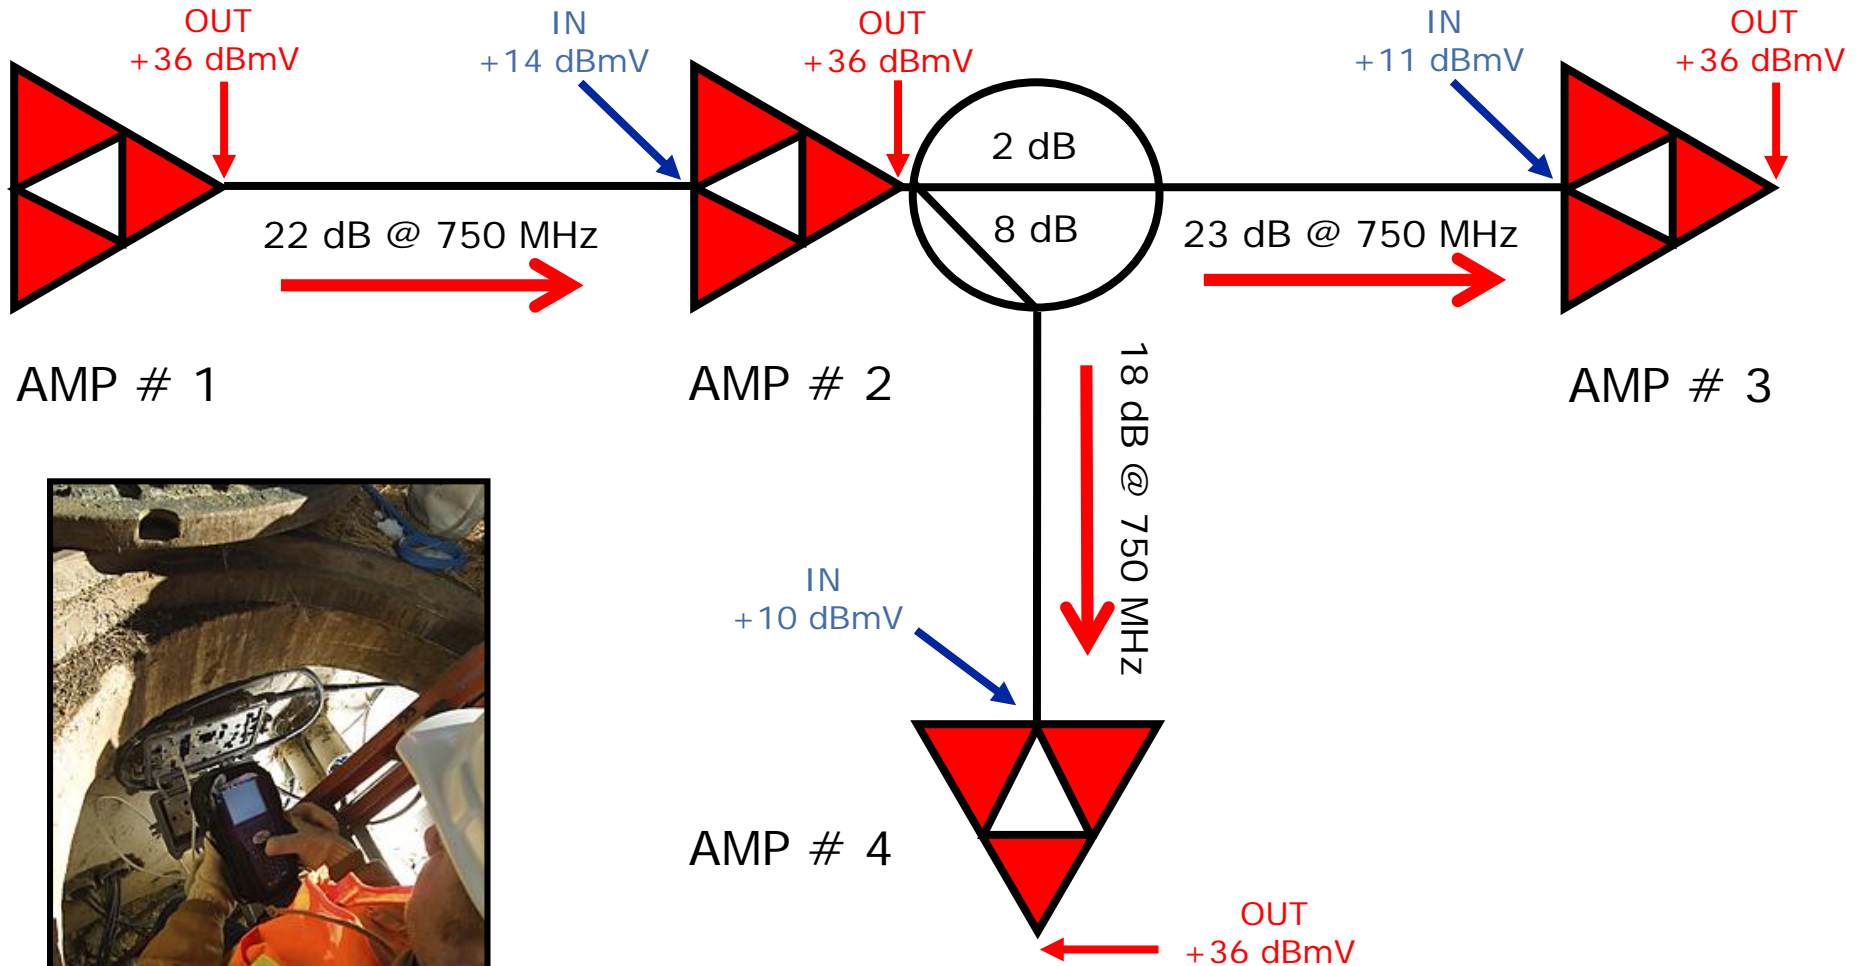 OUT
+36 dBmV
IN
+14 dBmV
OUT
+36 dBmV
IN
+11 dBmV
OUT
+36 dBmV
2 dB
8 dB
22 dB @ 750 MHz
23 dB @ 750 MHz
AMP # 1
AMP # 2
AMP # 3
18 dB @ 750 MHz
IN
+10 dBmV
AMP # 4
OUT
+36 dBmV